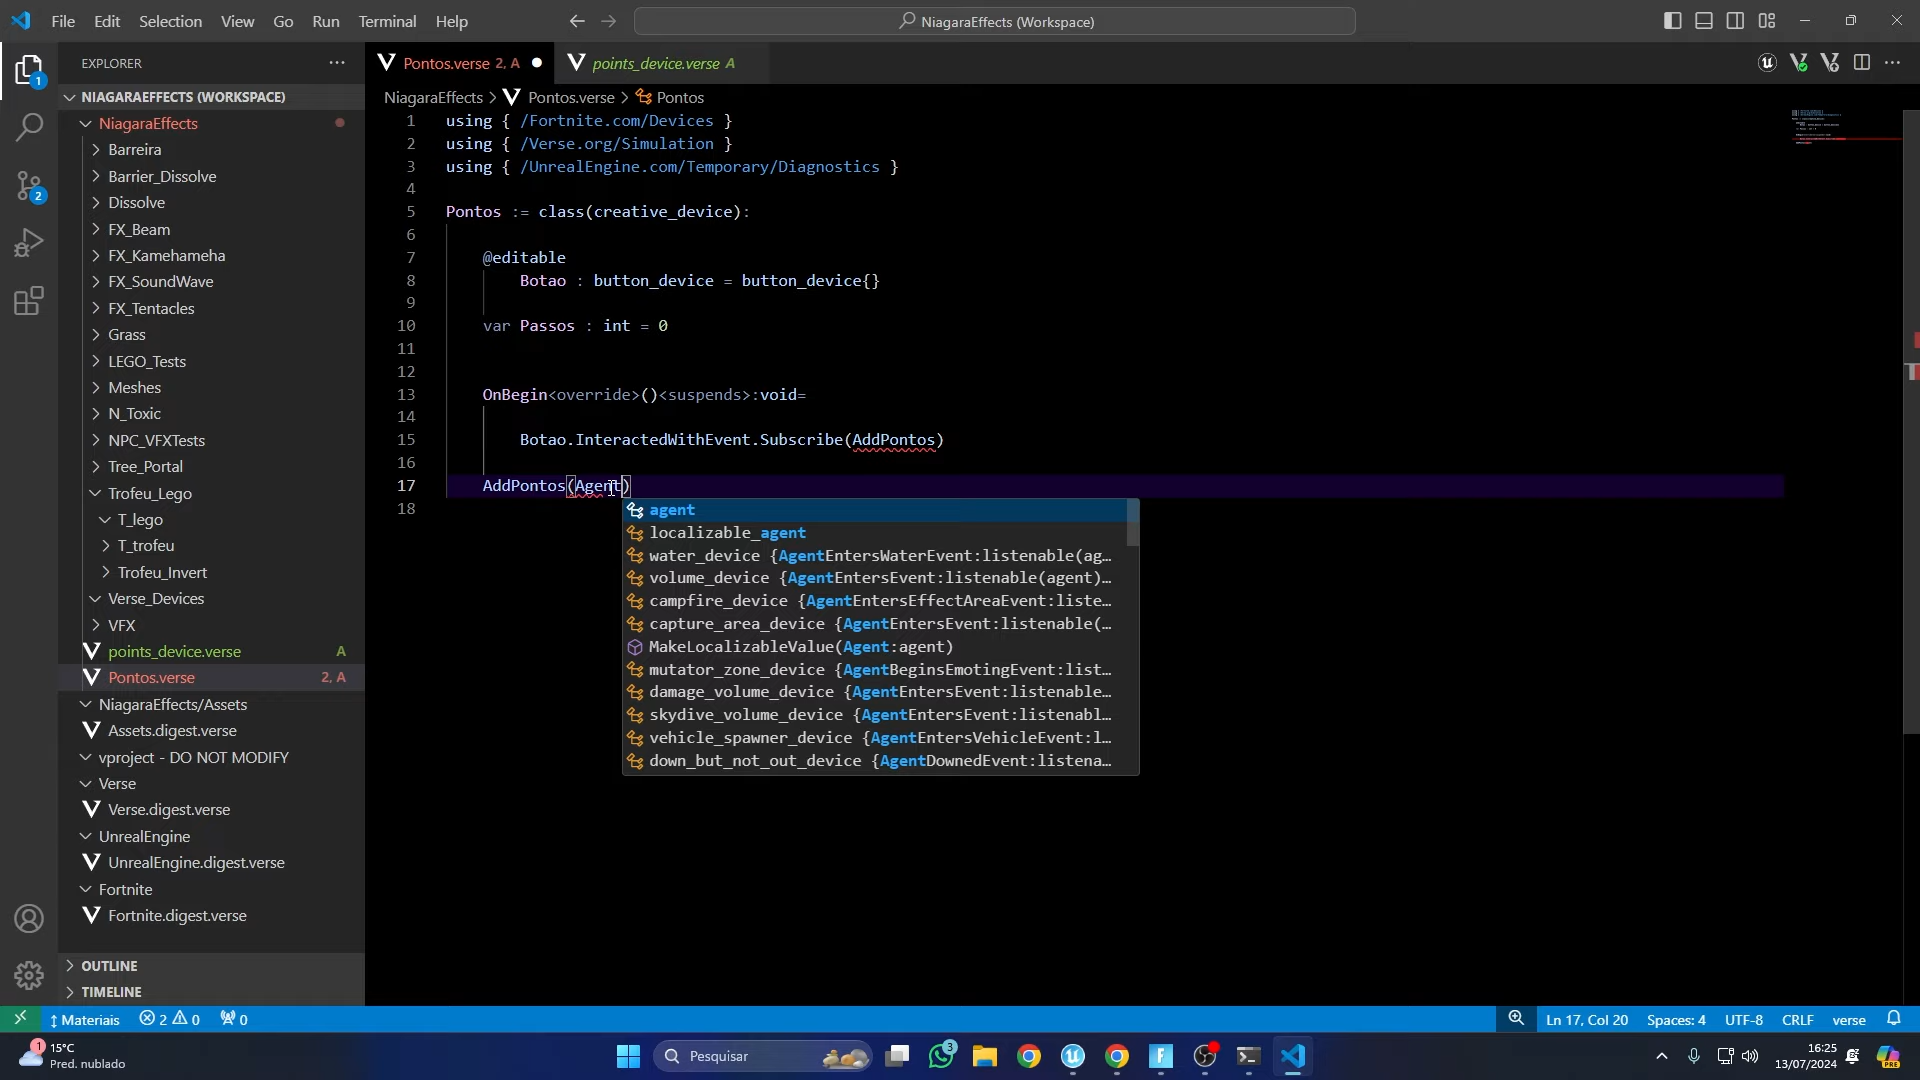 File Edit Selection View Go Run Terminal Help
NiagaraEffects (Workspace)
EXPLORER
NIAGARAEFFECTS (WORKSPACE)
NiagaraEffects
Barreira
Barrier_Dissolve
Dissolve
FX_Beam
FX_Kamehameha
FX_SoundWave
FX_Tentacles
Grass
LEGO_Tests
Meshes
N_Toxic
NPC_VFXTests
Tree_Portal
Trofeu_Lego
T_lego
T_trofeu
Trofeu_Invert
Verse_Devices
VFX
points_device.verse A
Pontos.verse 2, A
NiagaraEffects/Assets
Assets.digest.verse
vproject - DO NOT MODIFY
Verse
Verse.digest.verse
UnrealEngine
UnrealEngine.digest.verse
Fortnite
Fortnite.digest.verse
OUTLINE
TIMELINE
1
2
Pontos.verse 2, A
points_device.verse A
NiagaraEffects > Pontos.verse > Pontos
1 using { /Fortnite.com/Devices }
2 using { /Verse.org/Simulation }
3 using { /UnrealEngine.com/Temporary/Diagnostics }
4
5 Pontos := class(creative_device):
6
7 @editable
8 Botao : button_device = button_device{}
9
10 var Passos : int = 0
11
12
13 OnBegin<override>()<suspends>:void=
14
15 Botao.InteractedWithEvent.Subscribe(AddPontos)
16
17 AddPontos(Agent)
18
agent
localizable_agent
water_device {AgentEntersWaterEvent:listenable(ag…
volume_device {AgentEntersEvent:listenable(agent)…
campfire_device {AgentEntersEffectAreaEvent:liste…
capture_area_device {AgentEntersEvent:listenable(…
MakeLocalizableValue(Agent:agent)
mutator_zone_device {AgentBeginsEmotingEvent:list…
damage_volume_device {AgentEntersEvent:listenable…
skydive_volume_device {AgentEntersEvent:listenabl…
vehicle_spawner_device {AgentEntersVehicleEvent:l…
down_but_not_out_device {AgentDownedEvent:listena…
Materiais 2 0 0
Ln 17, Col 20 Spaces: 4 UTF-8 CRLF verse
1
15°C
Pred. nublado
Pesquisar
3
16:25
13/07/2024
PRE